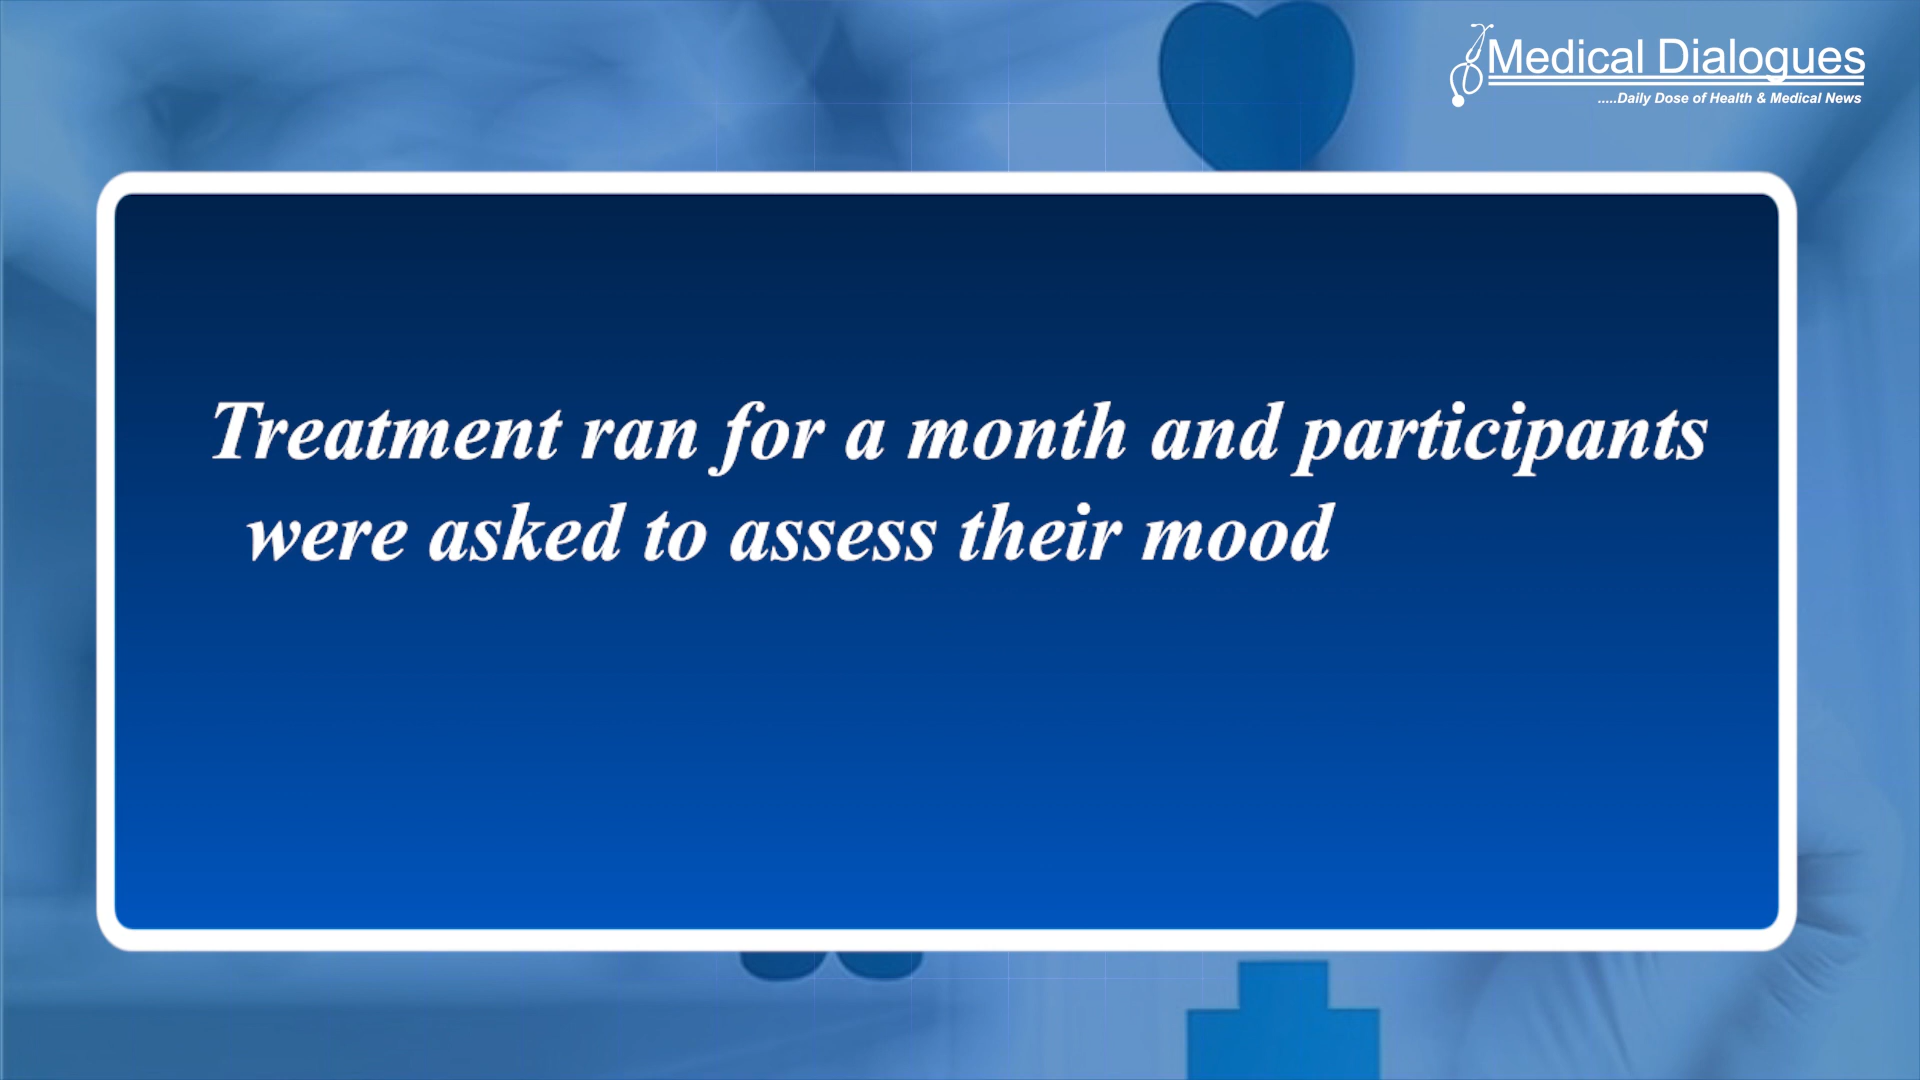 Medical Dialogues
.....Daily Dose of Health & Medical News
Treatment ran for a month and participants
were asked to assess their mood